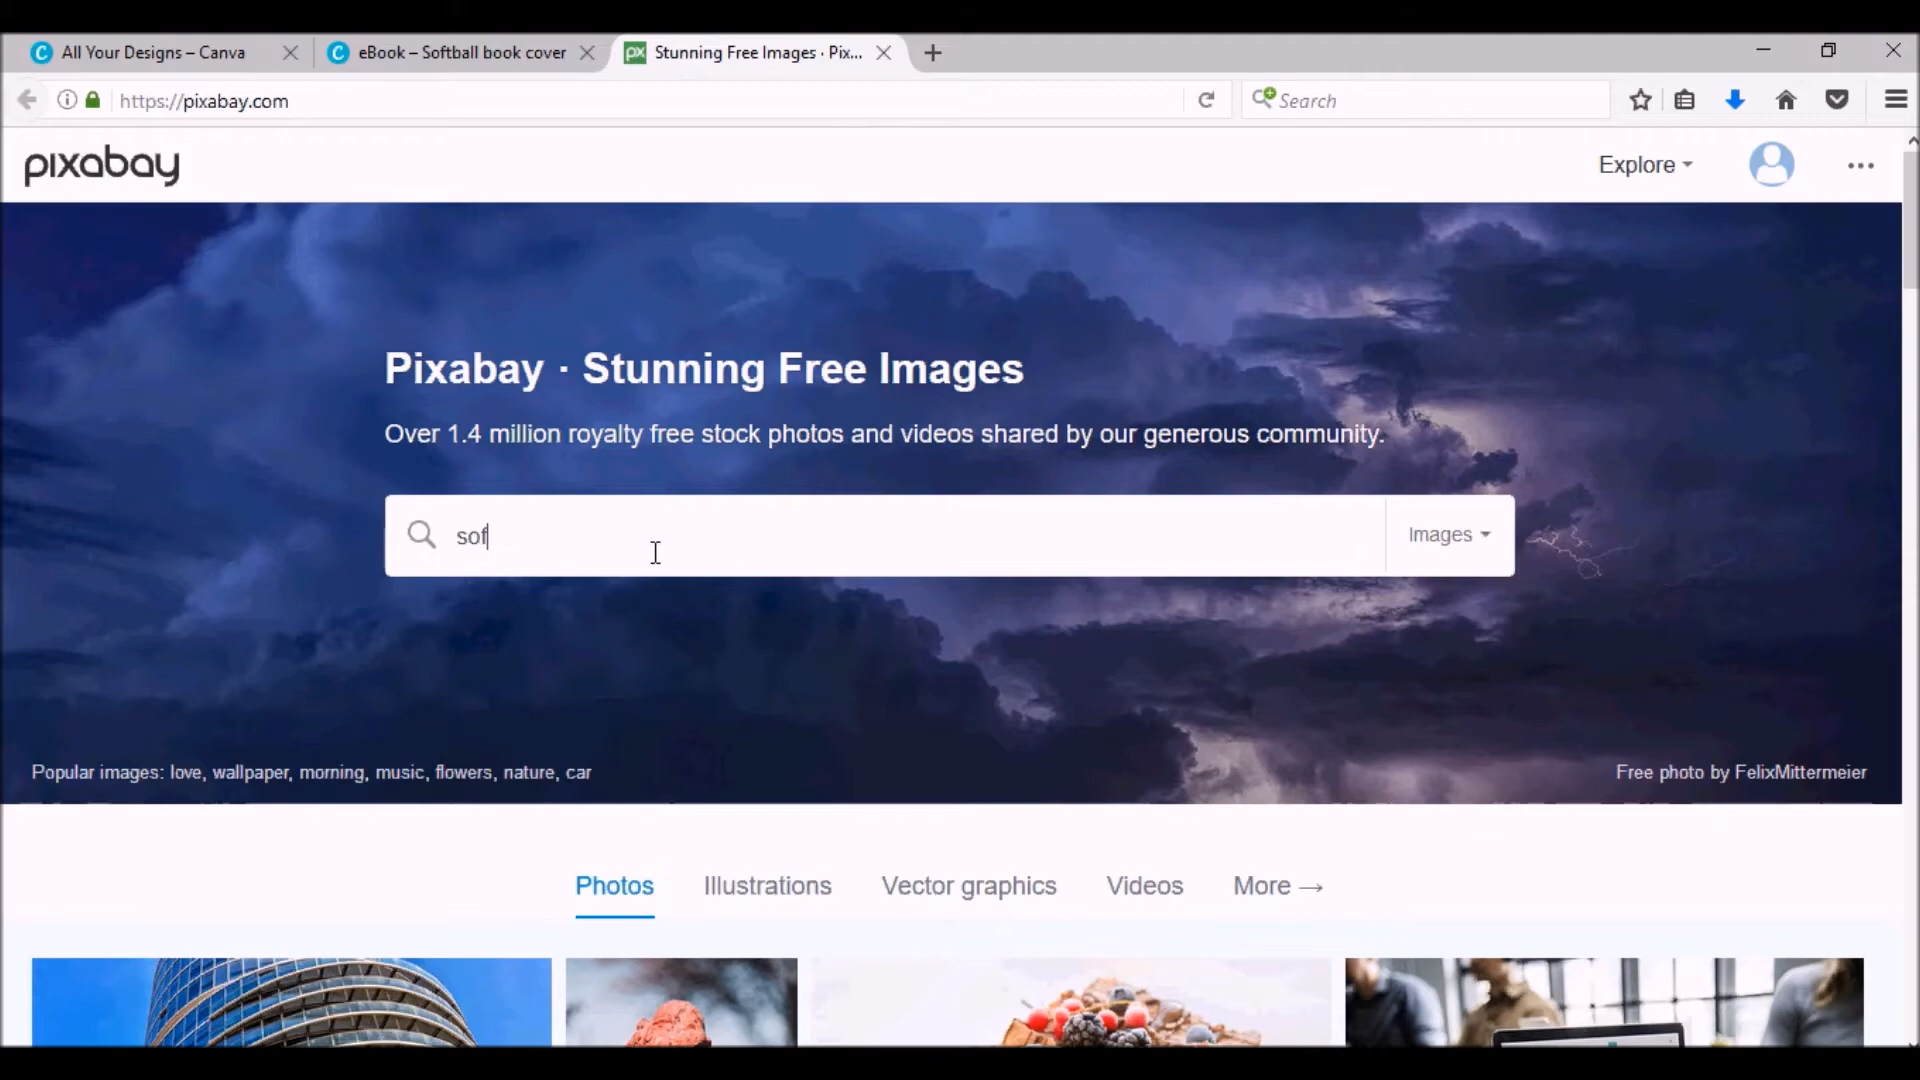 All Your Designs – Canva
eBook – Softball book cover
px
Stunning Free Images · Pix...
https://pixabay.com
Search
pixabay
Explore
Pixabay · Stunning Free Images
Over 1.4 million royalty free stock photos and videos shared by our generous community.
sof
Images
Popular images: love, wallpaper, morning, music, flowers, nature, car
Free photo by FelixMittermeier
Photos
Illustrations
Vector graphics
Videos
More →